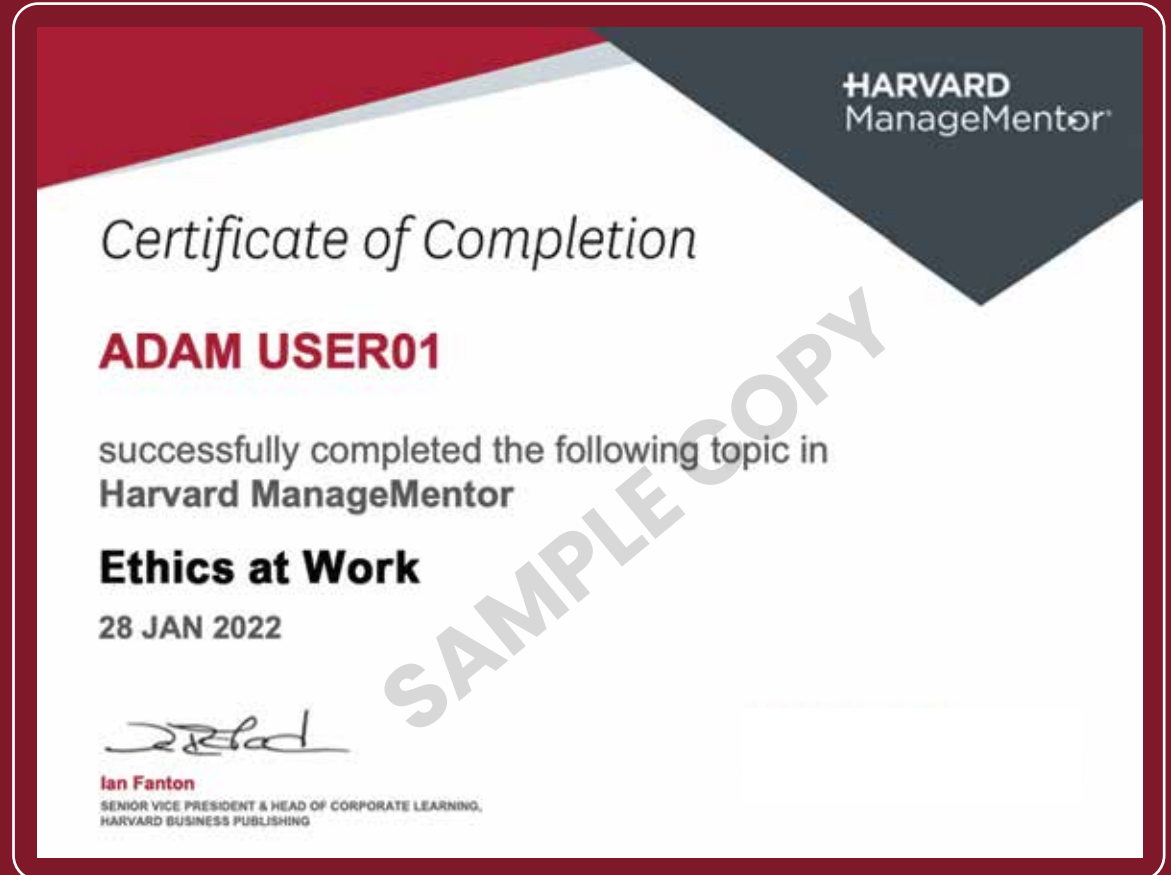 HARVARD
ManageMentor
Certificate of Completion
ADAM USER01
successfully completed the following topic in
Harvard ManageMentor
Ethics at Work
28 JAN 2022
SAMPLE COPY
Ian Fanton
SENIOR VICE PRESIDENT & HEAD OF CORPORATE LEARNING,
HARVARD BUSINESS PUBLISHING